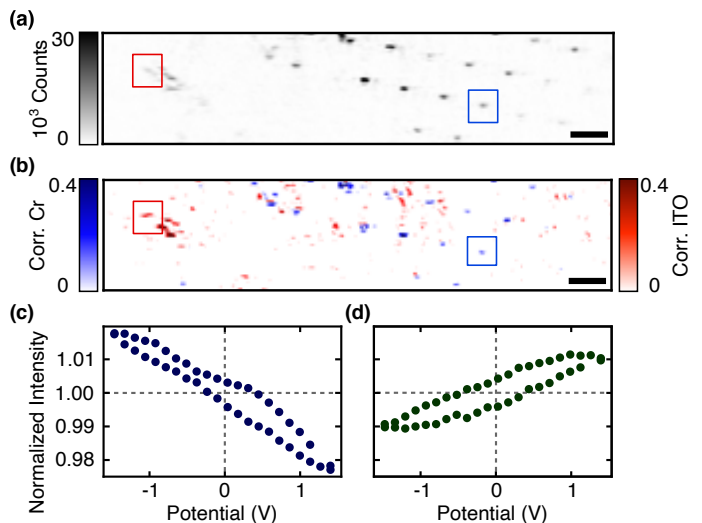 (a)
30
10³ Counts
0
(b)
0.4
Corr. Cr
0
0.4
Corr. ITO
0
(c)
(d)
Normalized Intensity
1.01
1.00
0.99
0.98
-1 0 1
Potential (V)
-1 0 1
Potential (V)